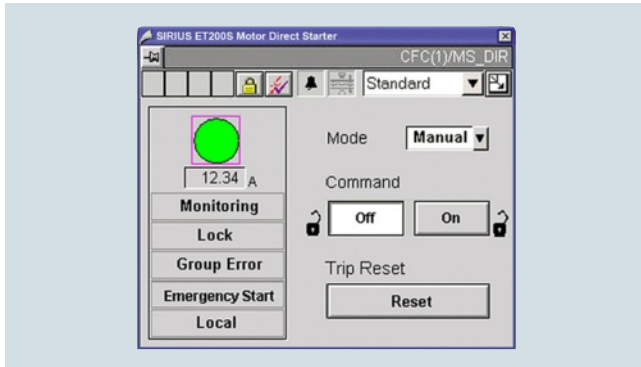 SIRIUS ET200S Motor Direct Starter
CFC(1)/MS_DIR
Standard
Mode Manual
12.34 A
Command
Monitoring
Off On
Lock
Group Error
Trip Reset
Emergency Start
Reset
Local